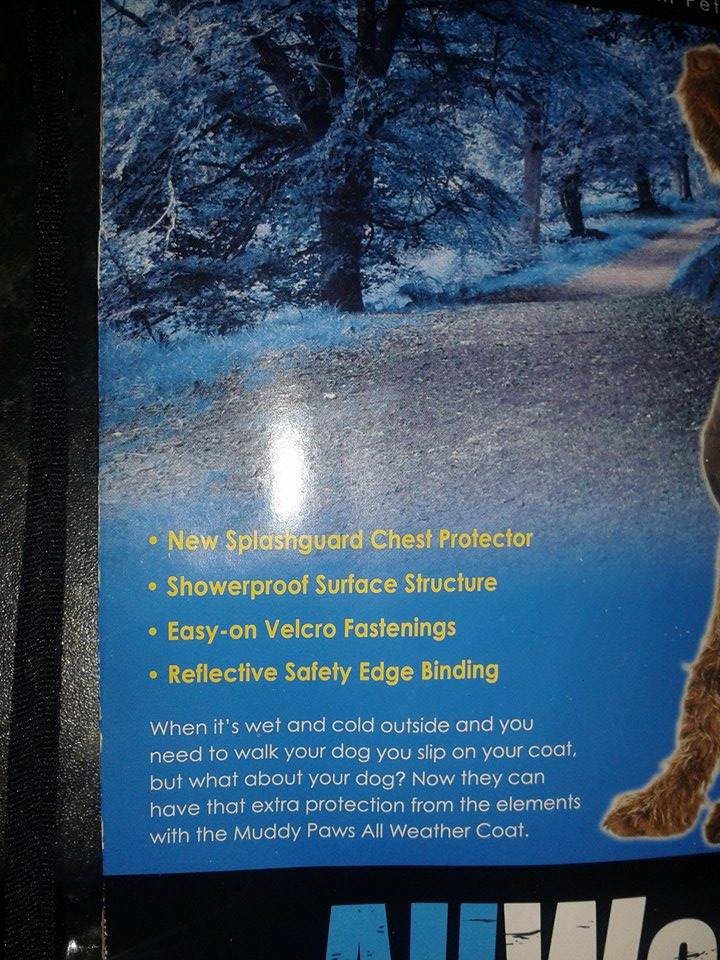 • New Splashguard Chest Protector
• Showerproof Surface Structure
• Easy-on Velcro Fastenings
• Reflective Safety Edge Binding
When it's wet and cold outside and you
need to walk your dog you slip on your coat,
but what about your dog? Now they can
have that extra protection from the elements
with the Muddy Paws All Weather Coat.
AllWe